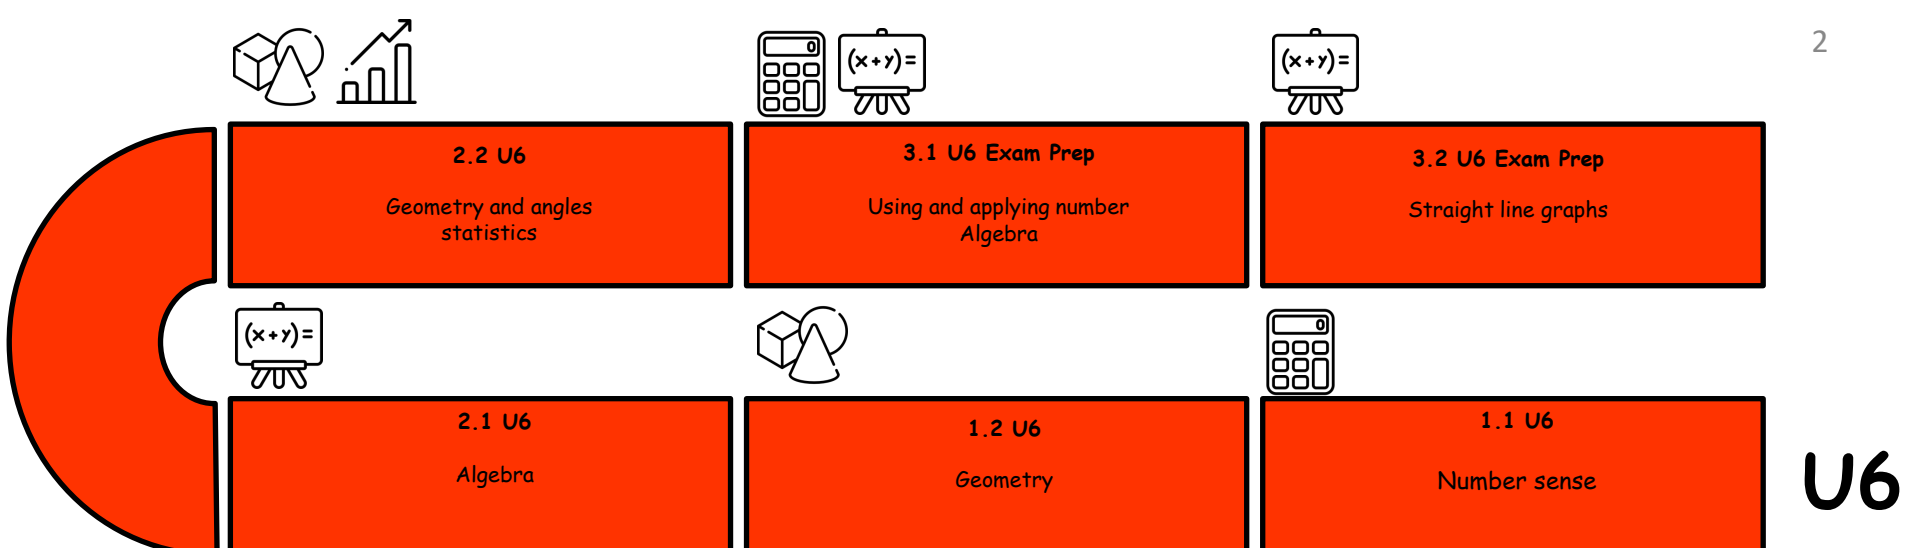 2
(x+y)=
(x+y)=
0
2.2 U6
Geometry and angles
statistics
3.1 U6 Exam Prep
Using and applying number
Algebra
3.2 U6 Exam Prep
Straight line graphs
(x+y)=
0
2.1 U6
Algebra
1.2 U6
Geometry
1.1 U6
Number sense
U6